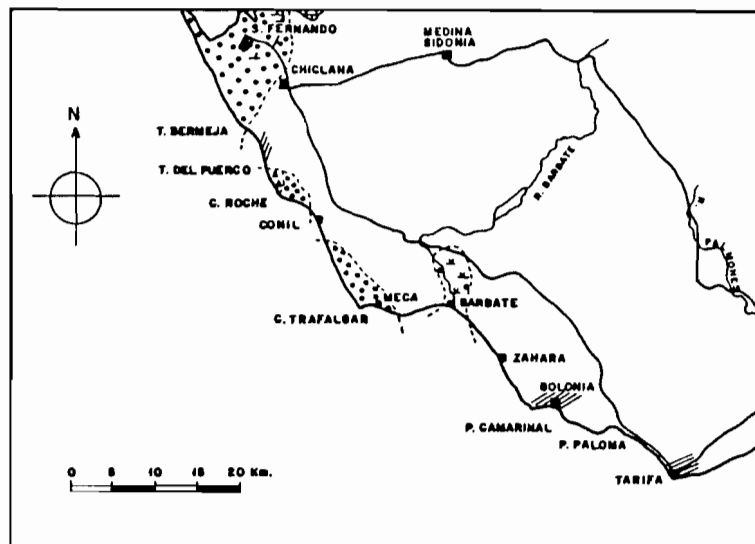 S. FERNANDO
MEDINA
SIDONIA
CHICLANA
N
T. BERMEJA
T. DEL PUERCO
C. ROCHE
CONIL
R. BARBATE
R.
PALMONES
MECA
BARBATE
C. TRAFALGAR
ZAHARA
BOLONIA
P. CAMARINAL
P. PALOMA
TARIFA
0 5 10 15 20 Km.